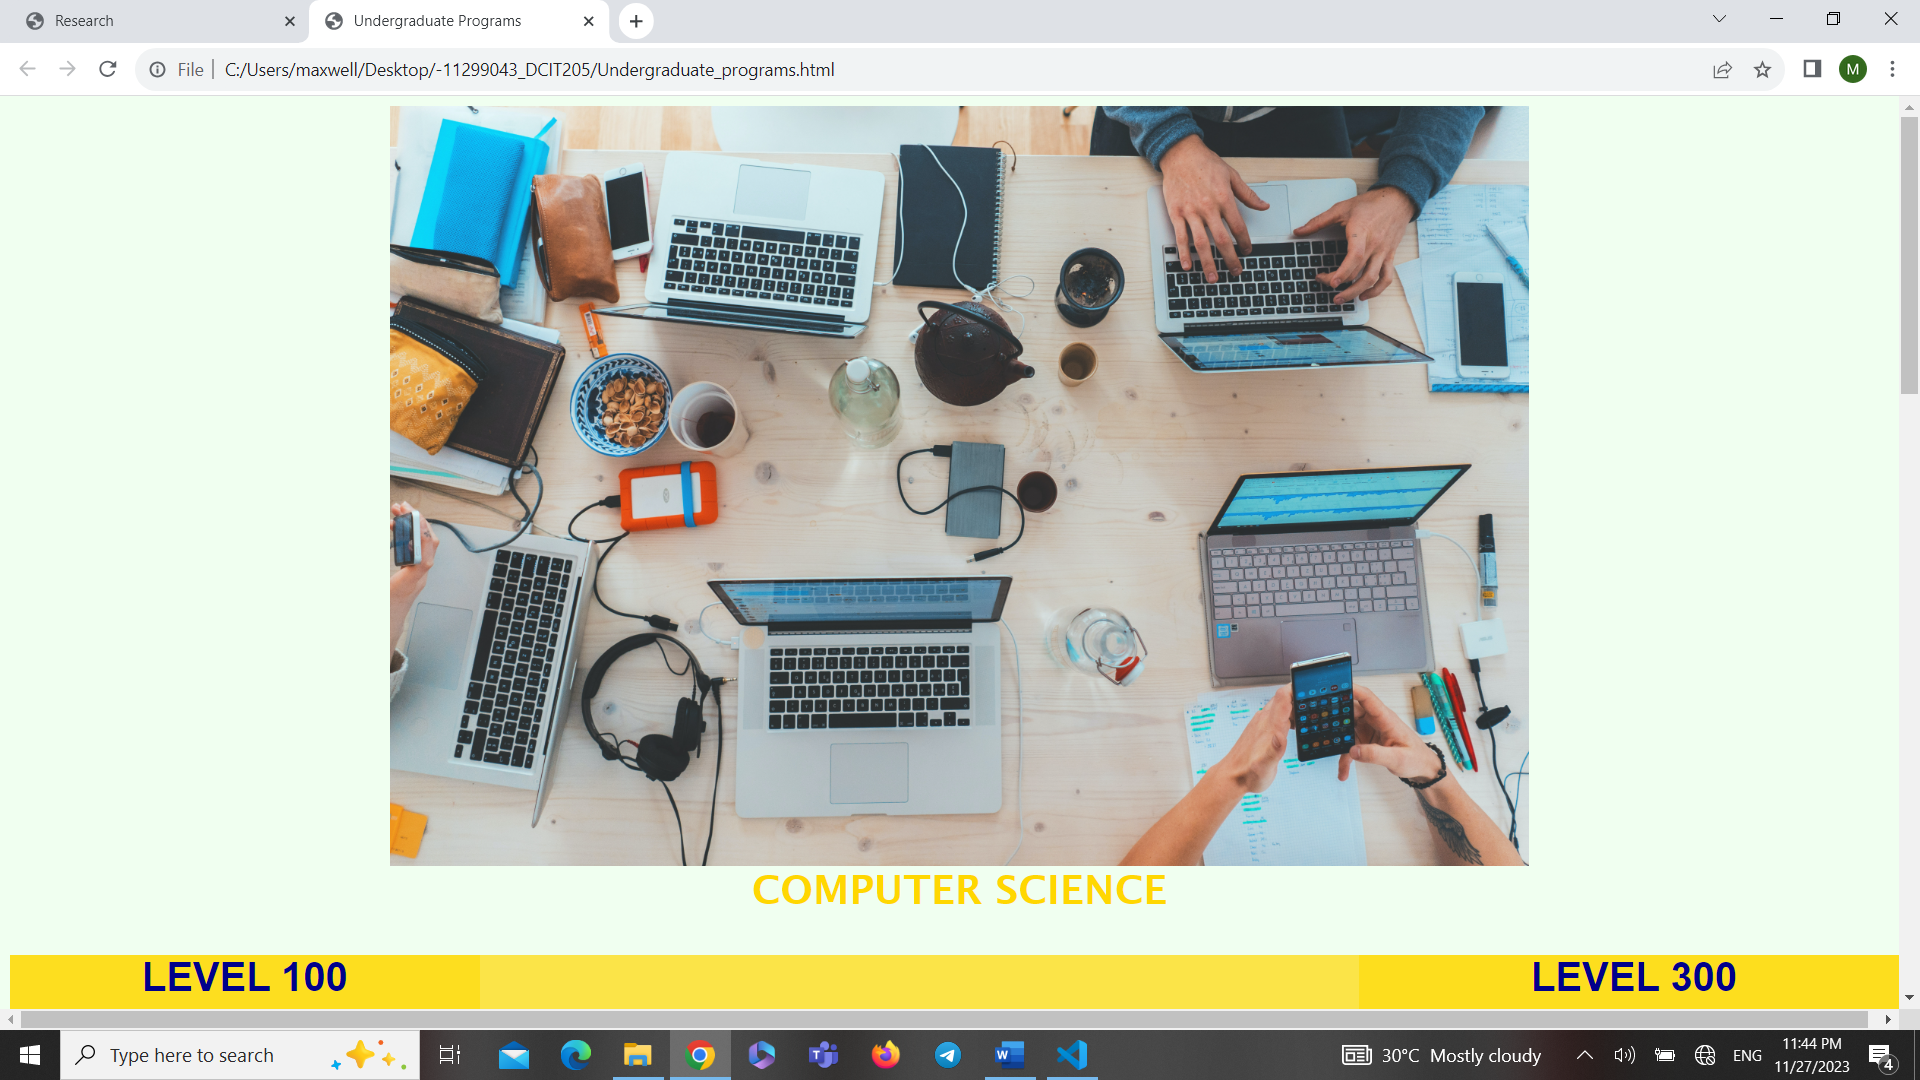 Research
Undergraduate Programs
File
C:/Users/maxwell/Desktop/-11299043_DCIT205/Undergraduate_programs.html
M
COMPUTER SCIENCE
LEVEL 100
LEVEL 300
Type here to search
30°C Mostly cloudy
ENG
11:44 PM
11/27/2023
4